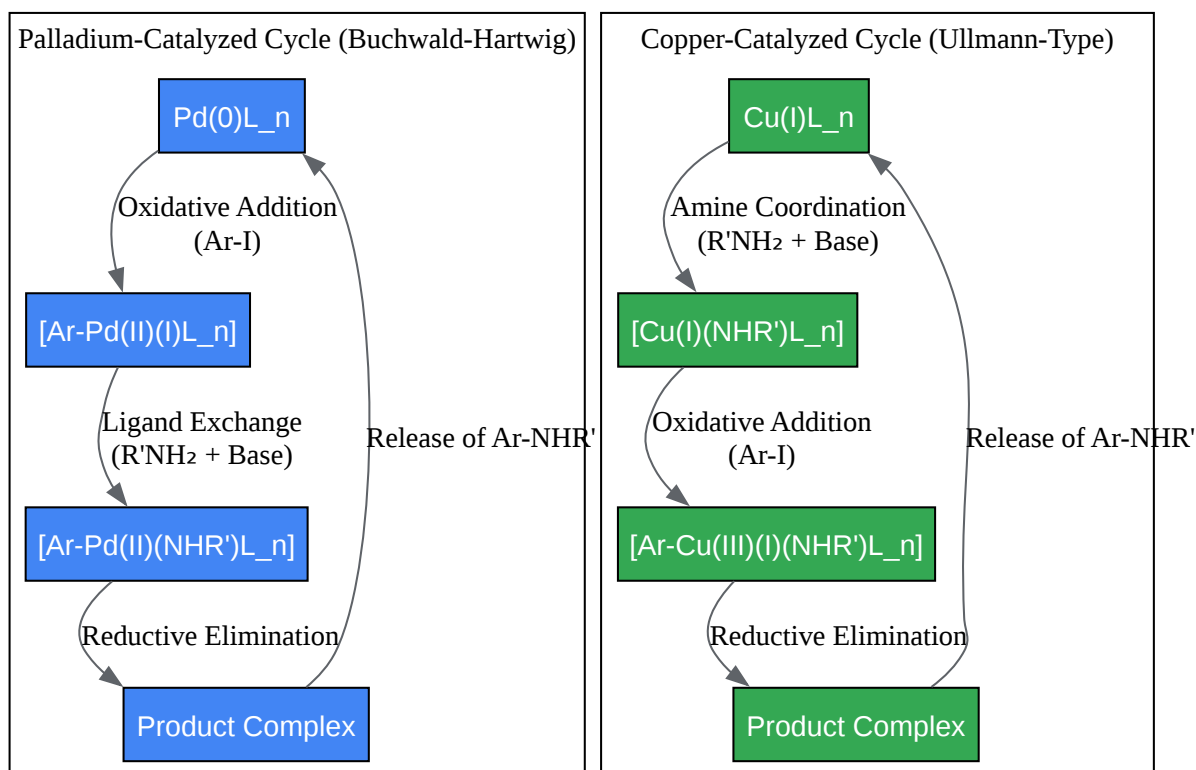 Palladium-Catalyzed Cycle (Buchwald-Hartwig)
Pd(0)L_n
Oxidative Addition
(Ar-I)
[Ar-Pd(II)(I)L_n]
Ligand Exchange
(R'NH₂ + Base)
Release of Ar-NHR'
[Ar-Pd(II)(NHR')L_n]
Reductive Elimination
Product Complex
Copper-Catalyzed Cycle (Ullmann-Type)
Cu(I)L_n
Amine Coordination
(R'NH₂ + Base)
[Cu(I)(NHR')L_n]
Oxidative Addition
(Ar-I)
Release of Ar-NHR'
[Ar-Cu(III)(I)(NHR')L_n]
Reductive Elimination
Product Complex